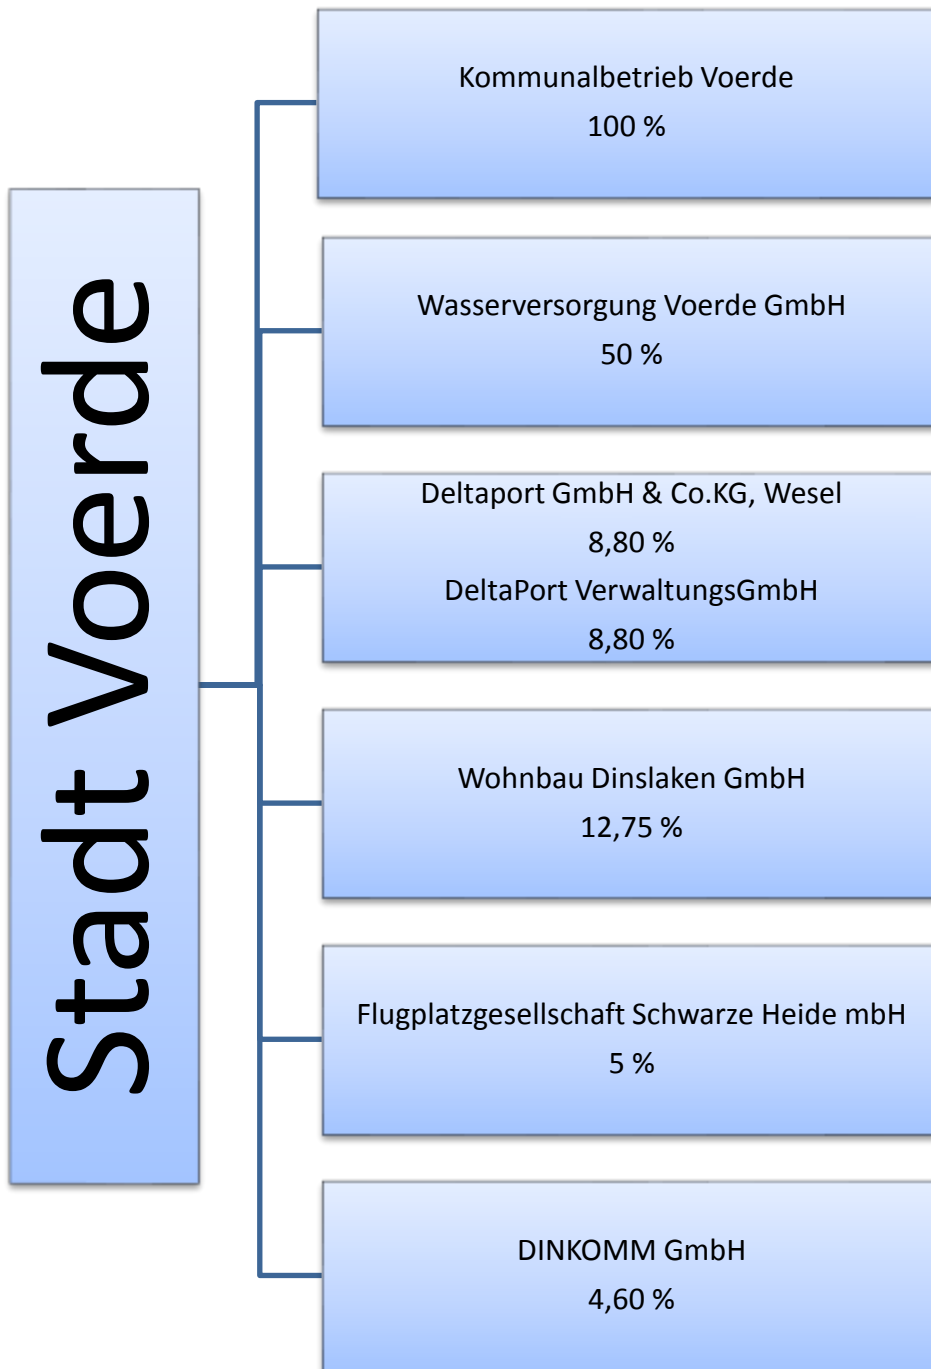 Stadt Voerde
Kommunalbetrieb Voerde
100 %
Wasserversorgung Voerde GmbH
50 %
Deltaport GmbH & Co.KG, Wesel
8,80 %
DeltaPort VerwaltungsGmbH
8,80 %
Wohnbau Dinslaken GmbH
12,75 %
Flugplatzgesellschaft Schwarze Heide mbH
5 %
DINKOMM GmbH
4,60 %